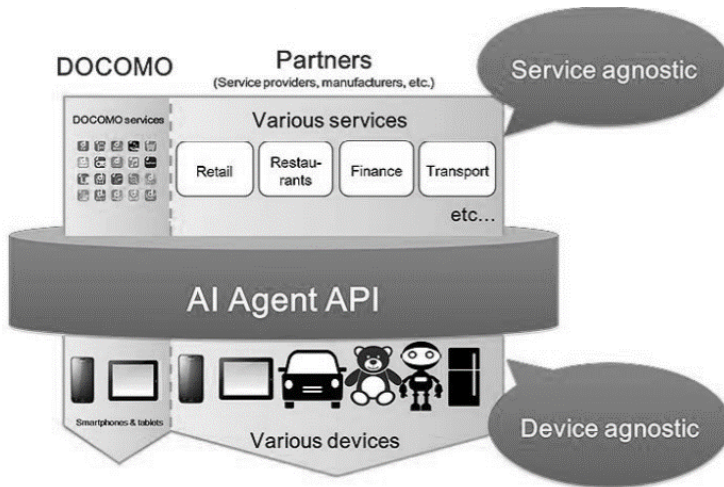 DOCOMO
Partners
(Service providers, manufacturers, etc.)
Service agnostic
DOCOMO services
Various services
Retail
Restau-
rants
Finance
Transport
etc...
AI Agent API
Smartphones & tablets
Various devices
Device agnostic